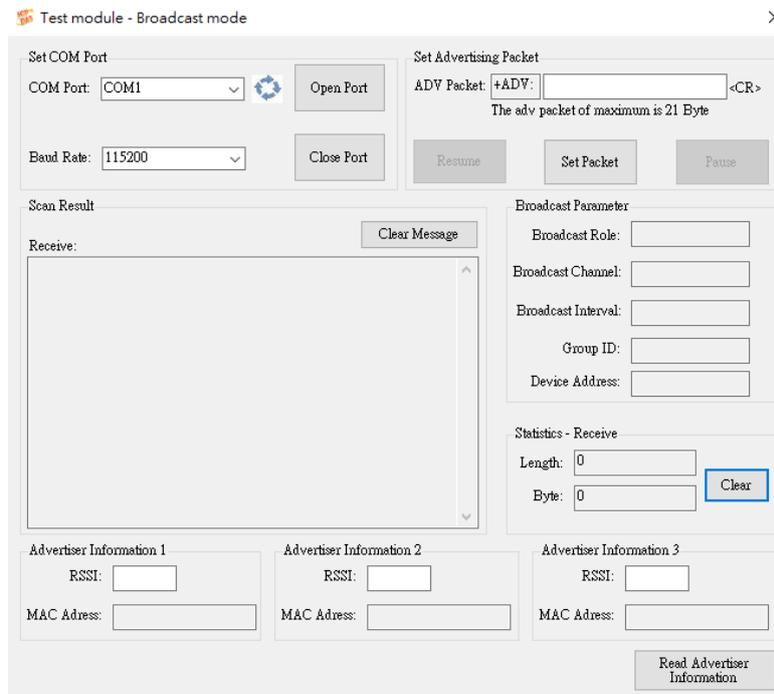 Test module - Broadcast mode
Set COM Port
COM Port: COM1
Open Port
Baud Rate: 115200
Close Port
Set Advertising Packet
ADV Packet: +ADV: <CR>
The adv packet of maximum is 21 Byte
Resume
Set Packet
Pause
Scan Result
Clear Message
Receive:
Broadcast Parameter
Broadcast Role:
Broadcast Channel:
Broadcast Interval:
Group ID:
Device Address:
Statistics - Receive
Length: 0
Byte: 0
Clear
Advertiser Information 1
RSSI:
MAC Adress:
Advertiser Information 2
RSSI:
MAC Adress:
Advertiser Information 3
RSSI:
MAC Adress:
Read Advertiser
Information